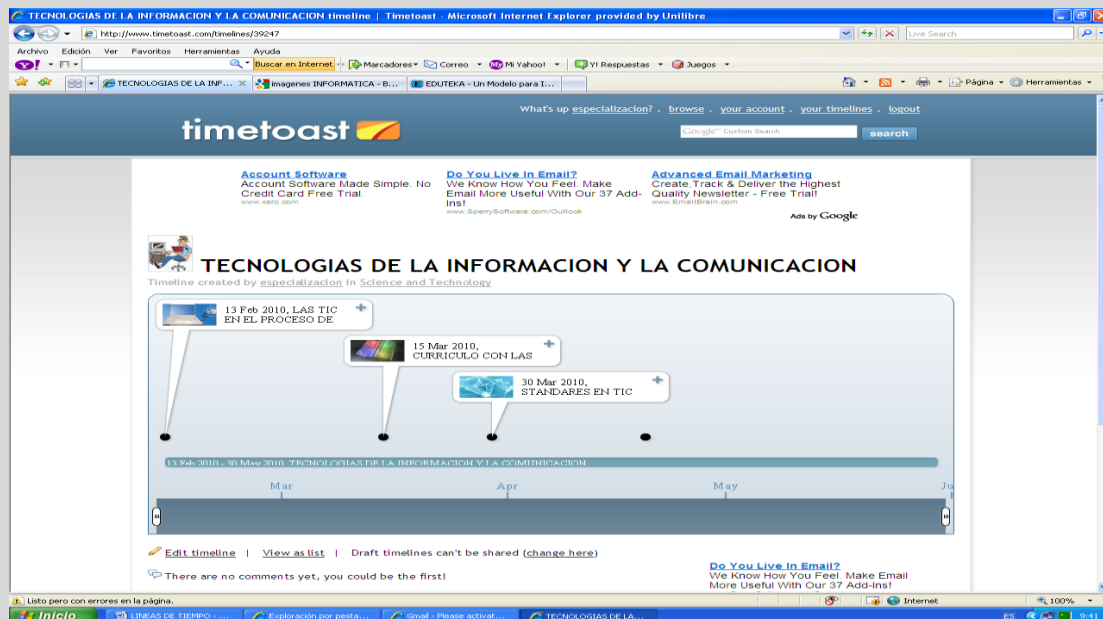 TECNOLOGIAS DE LA INFORMACION Y LA COMUNICACION timeline | Timetoast - Microsoft Internet Explorer provided by Unilibre
http://www.timetoast.com/timelines/39247
Live Search
Archivo Edición Ver Favoritos Herramientas Ayuda
Y! Buscar en Internet Marcadores Correo Mi Yahoo! Y! Respuestas Juegos
TECNOLOGIAS DE LA INF... imagenes INFORMATICA - B... EDUTEKA - Un Modelo para I... Página Herramientas
What's up especializacion? . browse . your account . your timelines . logout
timetoast
Google™ Custom Search search
Account Software
Account Software Made Simple. No
Credit Card Free Trial.
www.xero.com
Do You Live In Email?
We Know How You Feel. Make
Email More Useful With Our 37 Add-
Ins!
www.SperrySoftware.com/Outlook
Advanced Email Marketing
Create,Track & Deliver the Highest
Quality Newsletter - Free Trial!
www.EmailBrain.com
Ads by Google
TECNOLOGIAS DE LA INFORMACION Y LA COMUNICACION
Timeline created by especializacion in Science and Technology
13 Feb 2010, LAS TIC
EN EL PROCESO DE
15 Mar 2010,
CURRICULO CON LAS
30 Mar 2010,
STANDARES EN TIC
13 Feb 2010 - 30 May 2010, TECNOLOGIAS DE LA INFORMACION Y LA COMUNICACION
Mar Apr May Ju
Edit timeline | View as list | Draft timelines can't be shared (change here)
There are no comments yet, you could be the first!
Do You Live In Email?
We Know How You Feel. Make Email
More Useful With Our 37 Add-Ins!
Listo pero con errores en la página. Internet 100%
Inicio LINEAS DE TIEMPO - ... Exploración por pesta... Gmail - Please activat... TECNOLOGIAS DE LA... ES 9:41